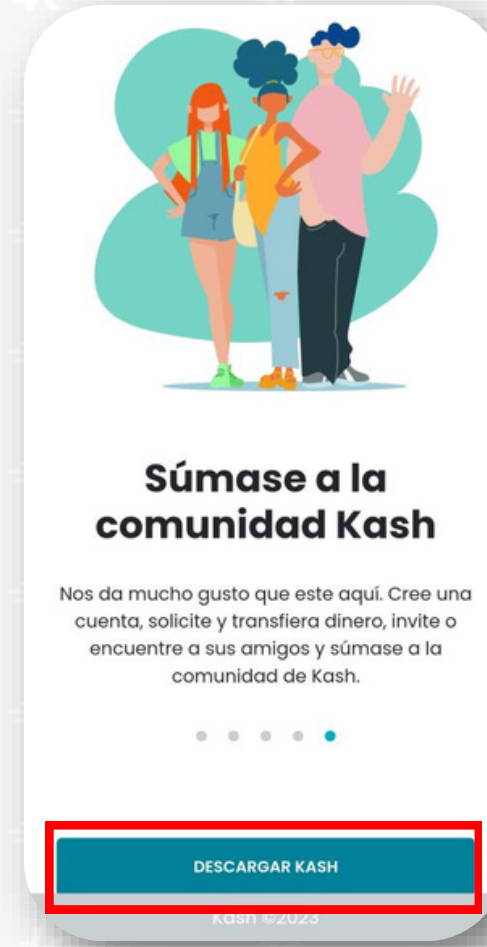 Súmase a la
comunidad Kash
Nos da mucho gusto que este aquí. Cree una
cuenta, solicite y transfiera dinero, invite o
encuentre a sus amigos y súmase a la
comunidad de Kash.
DESCARGAR KASH
Kash ©2023